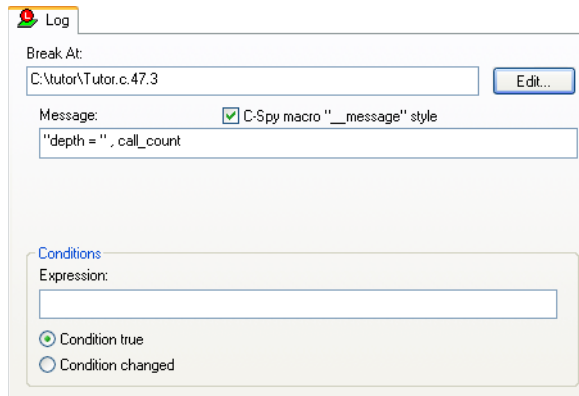 Log
Break At:
C:\tutor\Tutor.c.47.3
Edit...
Message:
C-Spy macro "__message" style
"depth = " , call_count
Conditions
Expression:
Condition true
Condition changed